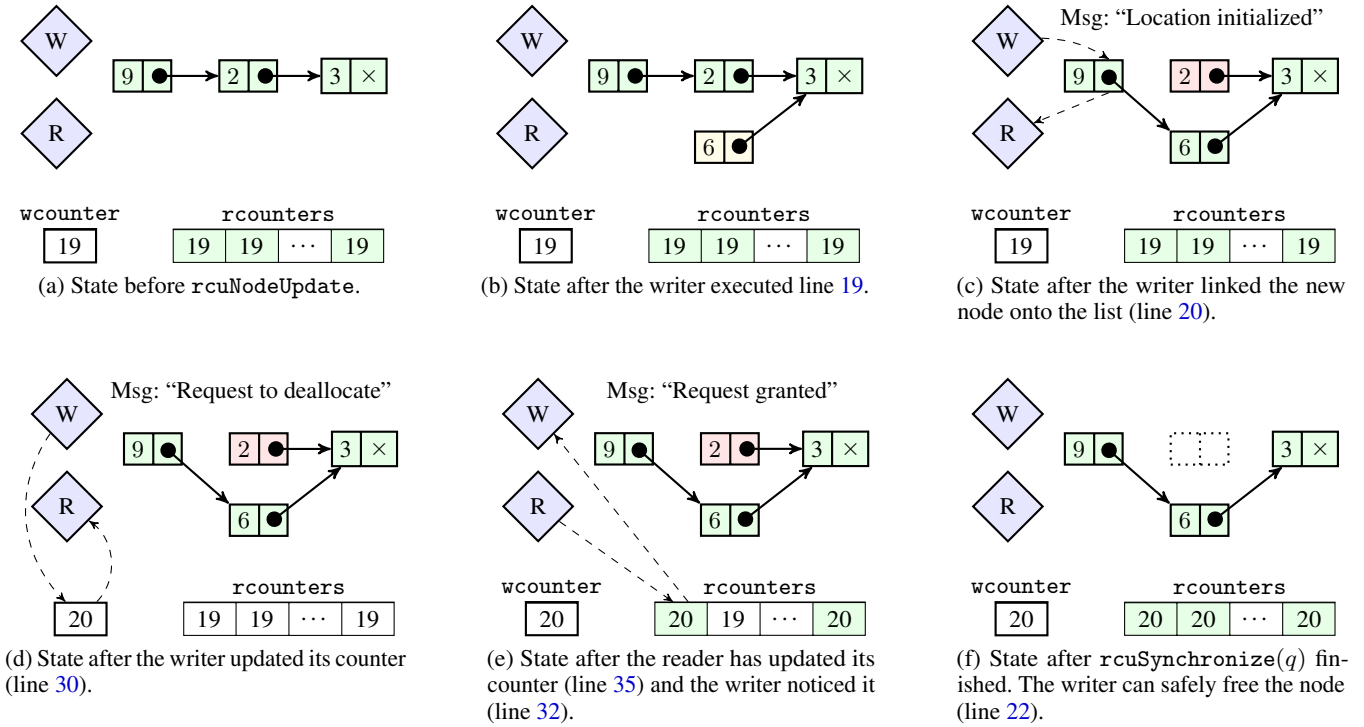 W
9 2 3 ×
R
wcounter rcounters
19 19 19 ⋯ 19
(a) State before rcuNodeUpdate.
W
9 2 3 ×
R
6
wcounter rcounters
19 19 19 ⋯ 19
(b) State after the writer executed line 19.
Msg: “Location initialized”
W
9 2 3 ×
R
6
wcounter rcounters
19 19 19 ⋯ 19
(c) State after the writer linked the new
node onto the list (line 20).
Msg: “Request to deallocate”
W
9 2 3 ×
R
6
rcounters
20 19 19 ⋯ 19
(d) State after the writer updated its counter
(line 30).
Msg: “Request granted”
W
9 2 3 ×
R
6
wcounter rcounters
20 20 19 ⋯ 20
(e) State after the reader has updated its
counter (line 35) and the writer noticed it
(line 32).
W
9 3 ×
R
6
wcounter rcounters
20 20 20 ⋯ 20
(f) State after rcuSynchronize(q) fin-
ished. The writer can safely free the node
(line 22).